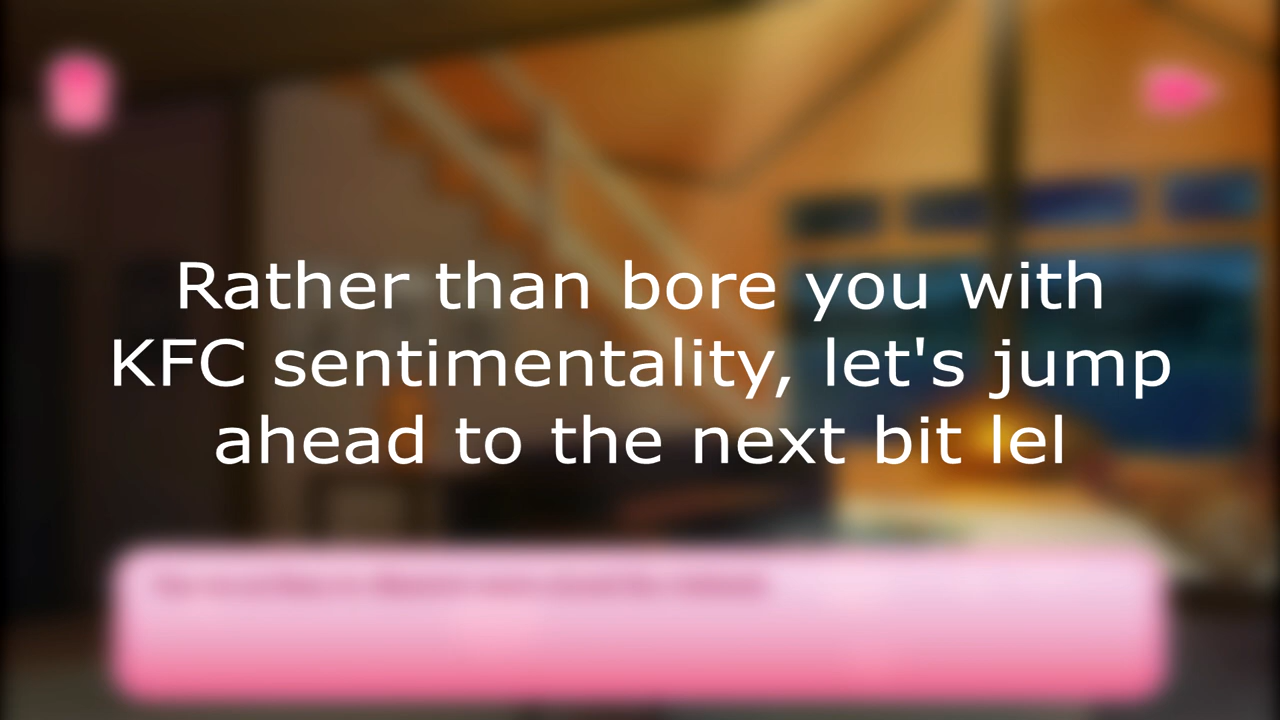 Rather than bore you with
KFC sentimentality, let's jump
ahead to the next bit lel